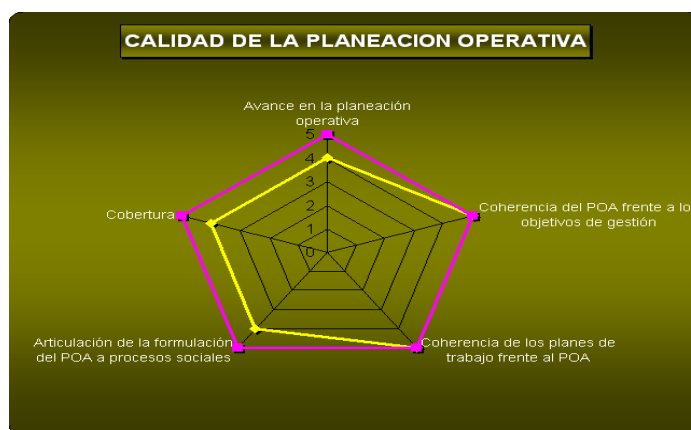 CALIDAD DE LA PLANEACION OPERATIVA
Avance en la planeación
operativa
5
4
3
2
1
0
Coherencia del POA frente a lo
objetivos de gestión
Cobertura
Articulación de la formulación
del POA a procesos sociales
Coherencia de los planes de
trabajo frente al POA